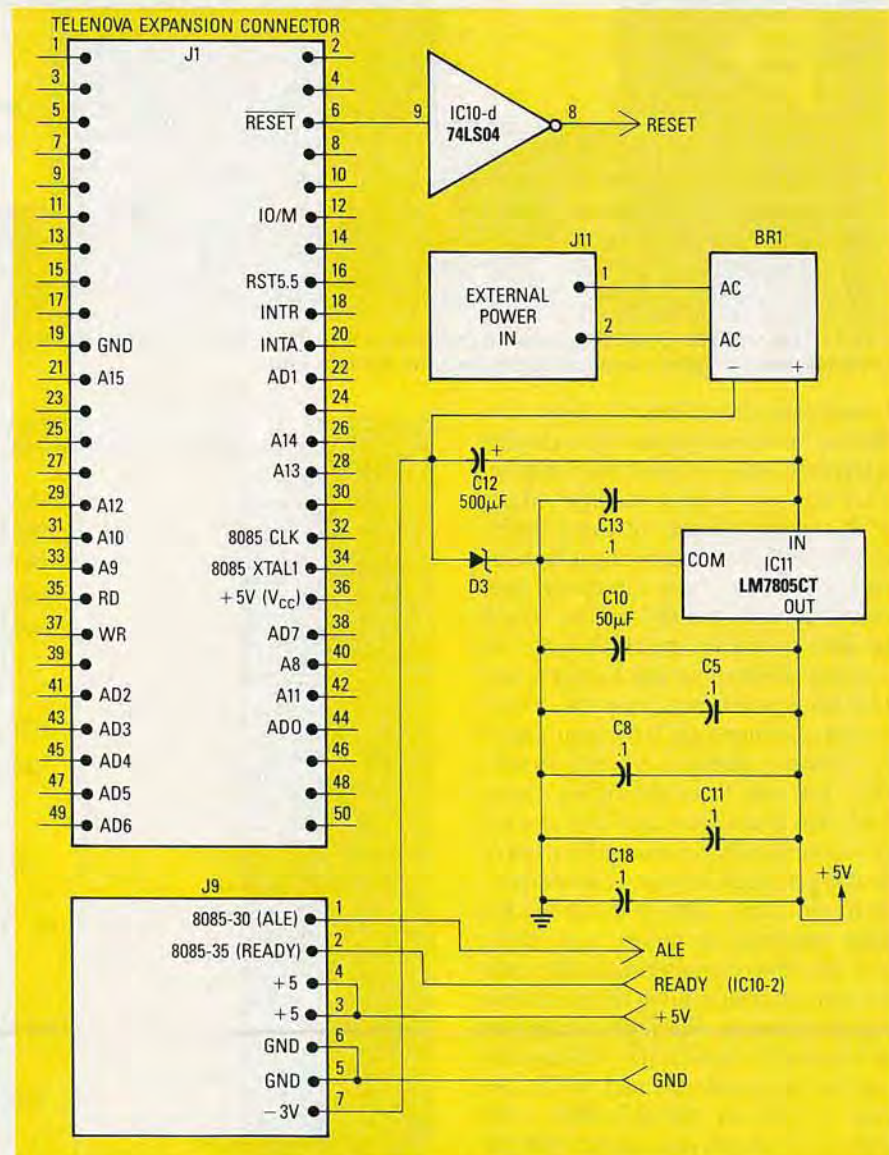 TELENOVA EXPANSION CONNECTOR
J1
1
2
3
4
5
RESET
6
7
8
9
10
11
IO/M
12
13
14
15
RST5.5
16
17
INTR
18
19
GND
INTA
20
21
A15
AD1
22
23
24
25
A14
26
27
A13
28
29
A12
30
31
A10
8085 CLK
32
33
A9
8085 XTAL1
34
35
RD
+5V (VCC)
36
37
WR
AD7
38
39
A8
40
41
AD2
A11
42
43
AD3
AD0
44
45
AD4
46
47
AD5
48
49
AD6
50
9
IC10-d
74LS04
8
RESET
J11
EXTERNAL
POWER
IN
1
2
BR1
AC
AC
- +
+
C12
500µF
C13
.1
D3
COM
IN
IC11
LM7805CT
OUT
C10
50µF
C5
.1
C8
.1
C11
.1
C18
.1
+5V
J9
8085-30 (ALE)
1
ALE
8085-35 (READY)
2
READY (IC10-2)
+5
4
+5
3
+5V
GND
6
GND
5
GND
-3V
7